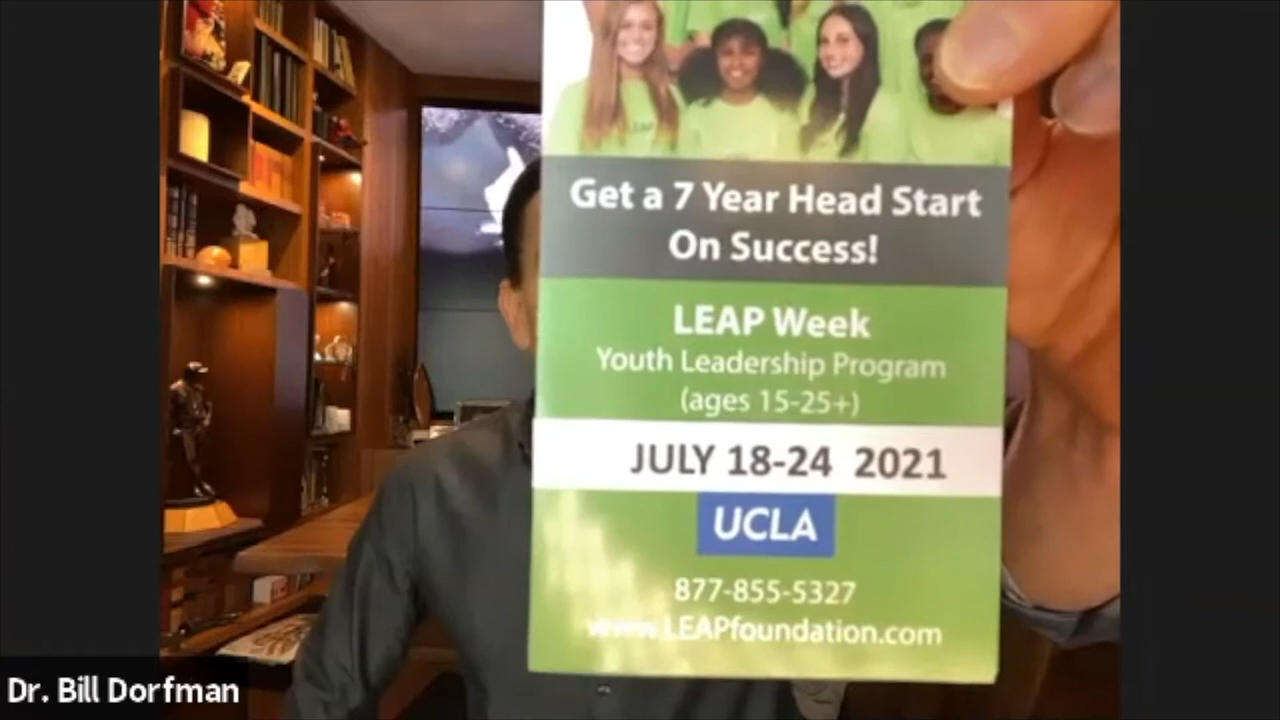 Get a 7 Year Head Start
On Success!
LEAP Week
Youth Leadership Program
(ages 15-25+)
JULY 18-24 2021
UCLA
877-855-5327
www.LEAPfoundation.com
Dr. Bill Dorfman